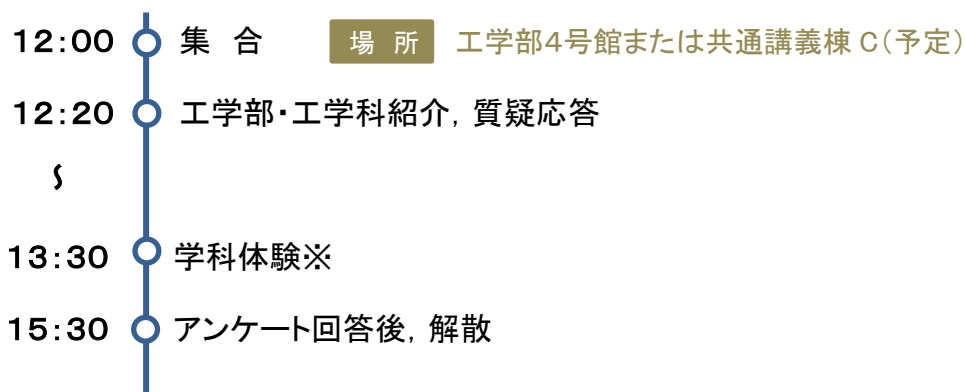 12:00 集 合 場 所 工学部4号館または共通講義棟 C(予定)
12:20 工学部・工学科紹介, 質疑応答
～
13:30 学科体験※
15:30 アンケート回答後, 解散